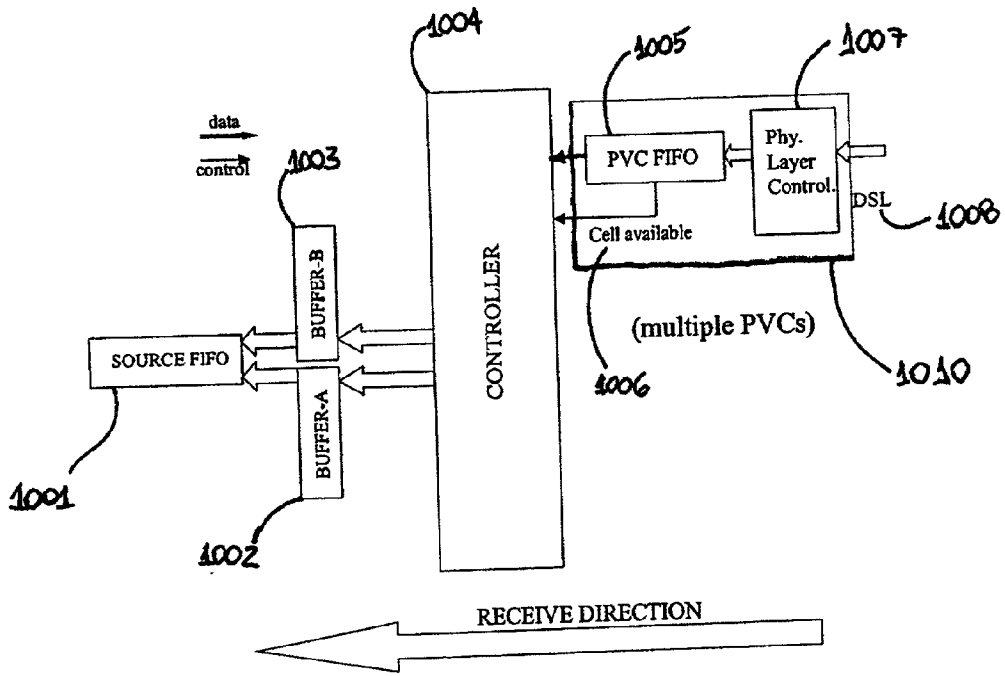 1004
1005
1007
data
control
1003
PVC FIFO
Phy.
Layer
Control.
DSL
1008
Cell available
BUFFER-B
CONTROLLER
(multiple PVCs)
SOURCE FIFO
1006
1010
BUFFER-A
1001
1002
RECEIVE DIRECTION